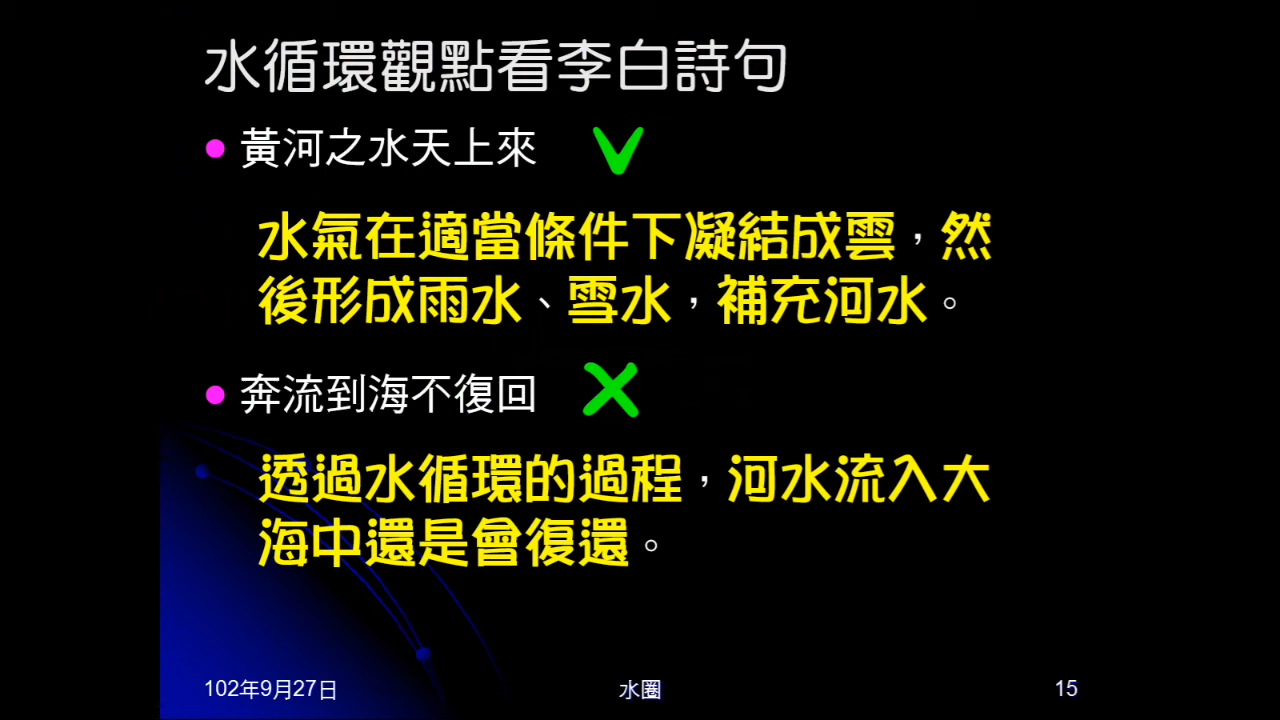 水循環觀點看李白詩句
黃河之水天上來
水氣在適當條件下凝結成雲，然
後形成雨水、雪水，補充河水。
奔流到海不復回
透過水循環的過程，河水流入大
海中還是會復還。
102年9月27日
水圈
15